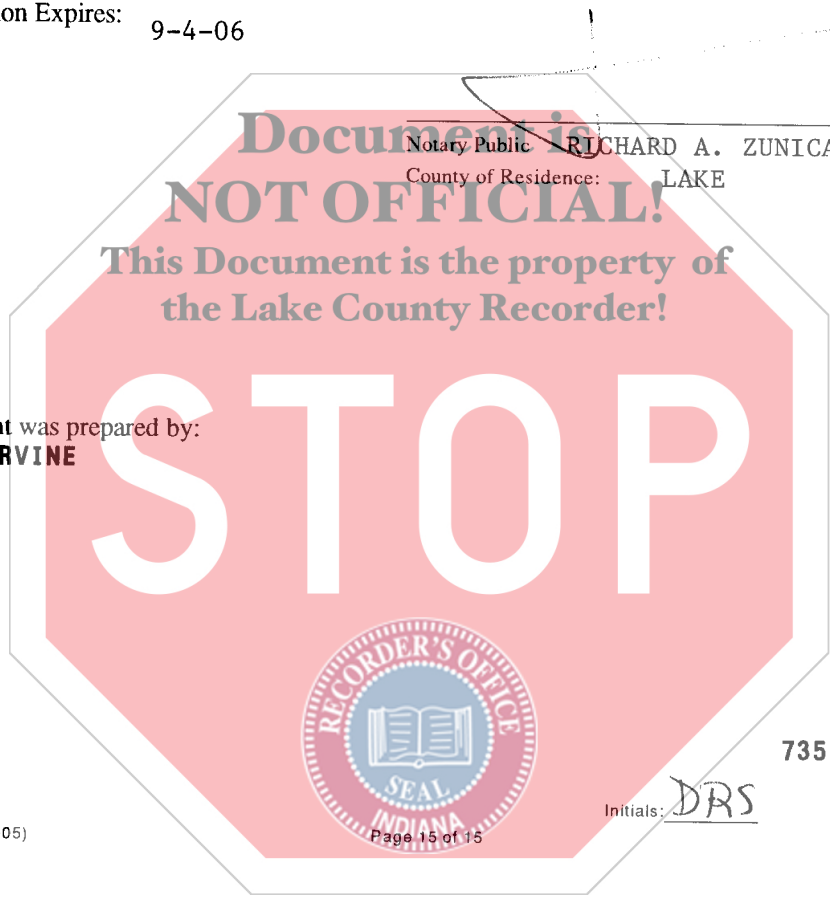 on Expires: 9-4-06
Document is
NOT OFFICIAL!
This Document is the property of
the Lake County Recorder!
Notary Public RICHARD A. ZUNICA
County of Residence: LAKE
STOP
nt was prepared by:
RVINE
RECORDER'S OFFICE
SEAL
INDIANA
735
Initials: DRS
05)
Page 15 of 15